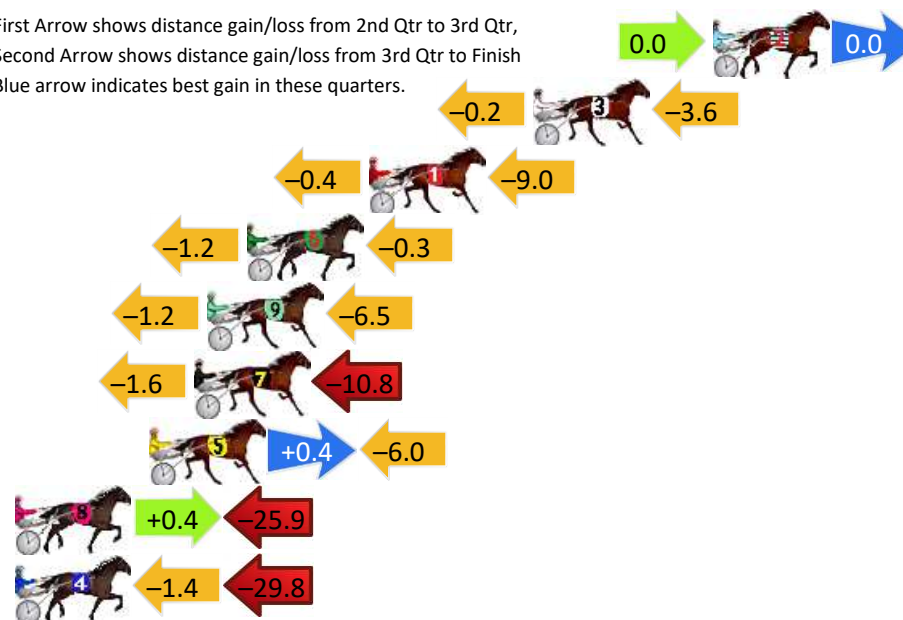 First Arrow shows distance gain/loss from 2nd Qtr to 3rd Qtr,
Second Arrow shows distance gain/loss from 3rd Qtr to Finish
Blue arrow indicates best gain in these quarters.
0.0 2 0.0
−0.2 3 −3.6
−0.4 1 −9.0
−1.2 −0.3
−1.2 9 −6.5
−1.6 7 −10.8
5 +0.4 −6.0
8 +0.4 −25.9
4 −1.4 −29.8